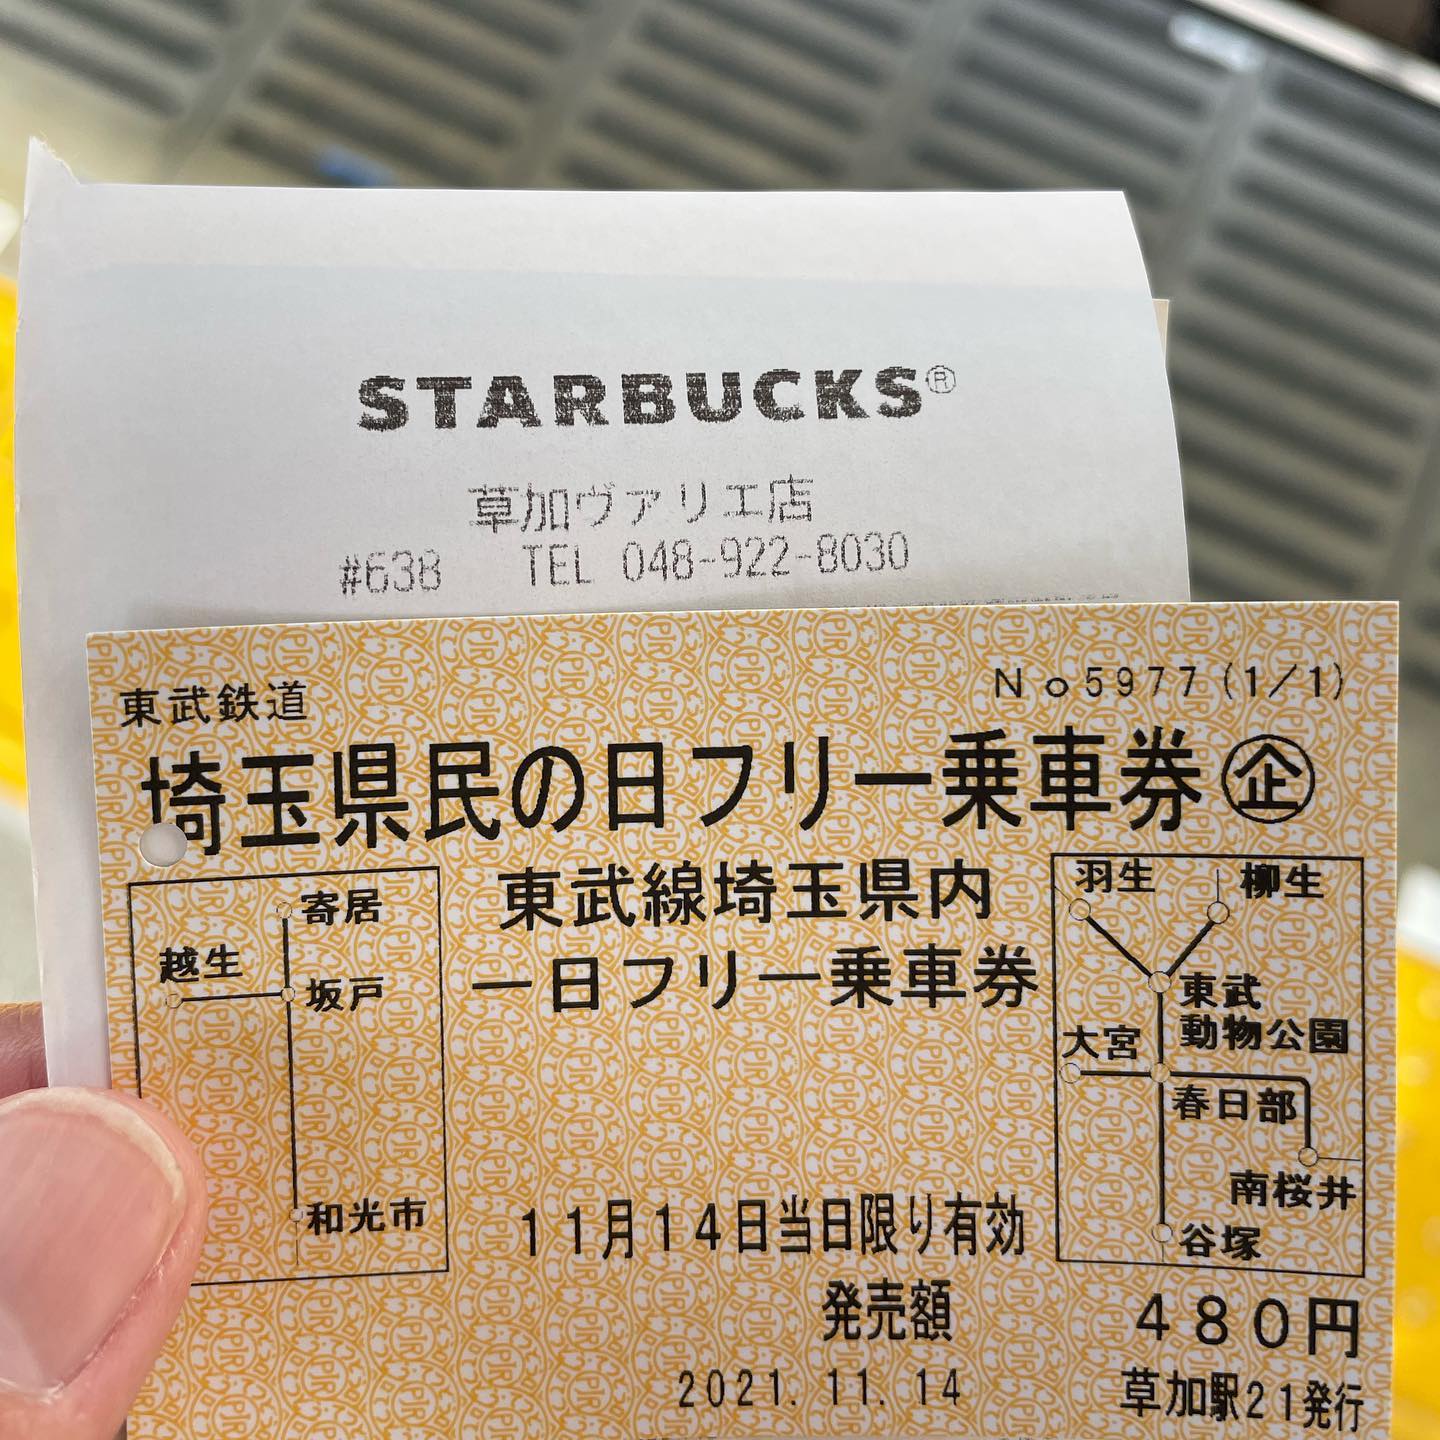 STARBUCKS®
草加ヴァリエ店
#638 TEL 048-922-8030
東武鉄道
No5977(1/1)
埼玉県民の日フリー乗車券 ㊭
東武線埼玉県内
一日フリー乗車券
寄居
越生
坂戸
和光市
羽生
柳生
東武
動物公園
大宮
春日部
南桜井
谷塚
11月14日当日限り有効
発売額 480円
2021.11.14 草加駅21発行